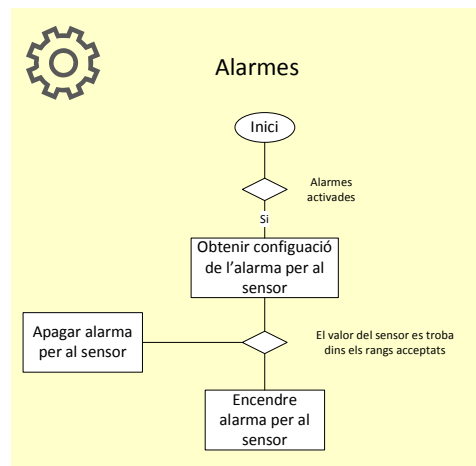 Alarmes
Inici
Alarmes
activades
Si
Obtenir configuació
de l'alarma per al
sensor
Apagar alarma
per al sensor
El valor del sensor es troba
dins els rangs acceptats
Encendre
alarma per al
sensor